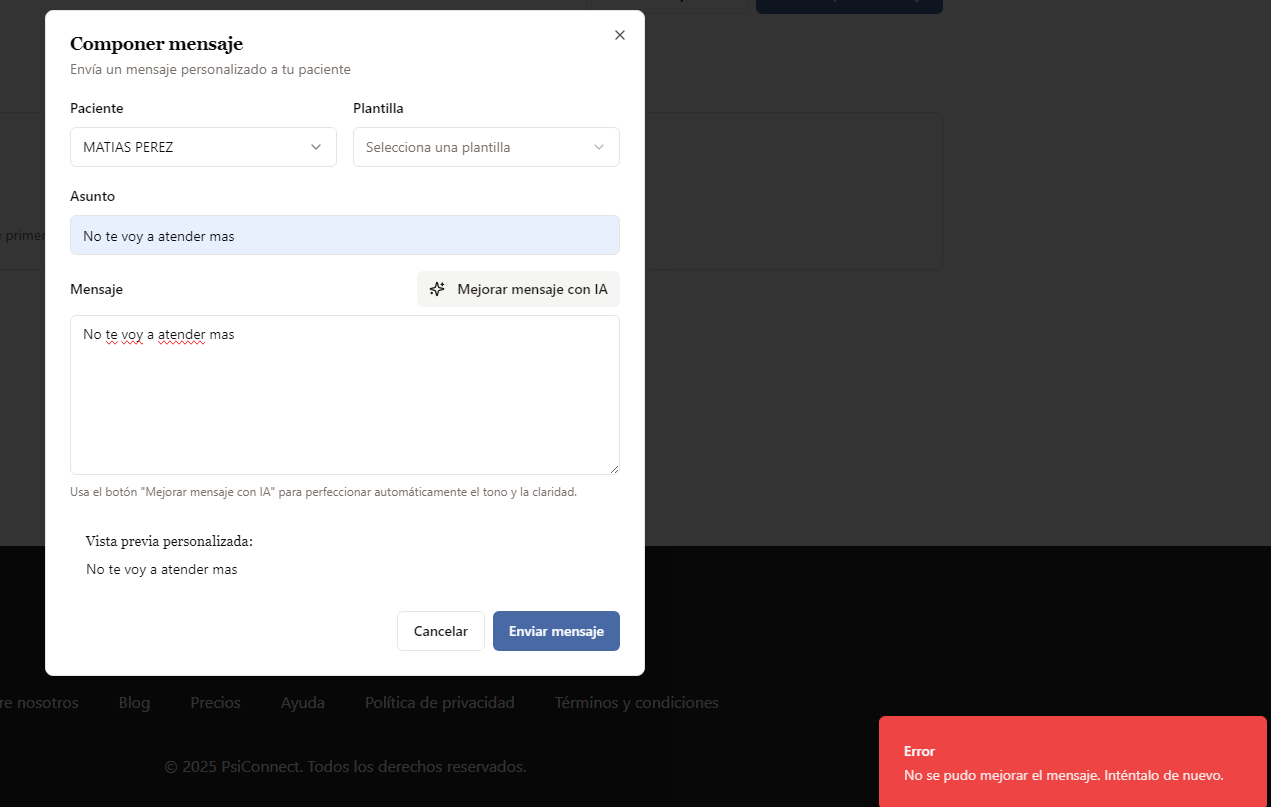 Componer mensaje
Envía un mensaje personalizado a tu paciente
Paciente
Plantilla
MATIAS PEREZ
Selecciona una plantilla
Asunto
No te voy a atender mas
Mensaje
Mejorar mensaje con IA
No te voy a atender mas
Usa el botón "Mejorar mensaje con IA" para perfeccionar automáticamente el tono y la claridad.
Vista previa personalizada:
No te voy a atender mas
Cancelar
Enviar mensaje
re nosotros
Blog
Precios
Ayuda
Política de privacidad
Términos y condiciones
© 2025 PsiConnect. Todos los derechos reservados.
Error
No se pudo mejorar el mensaje. Inténtalo de nuevo.